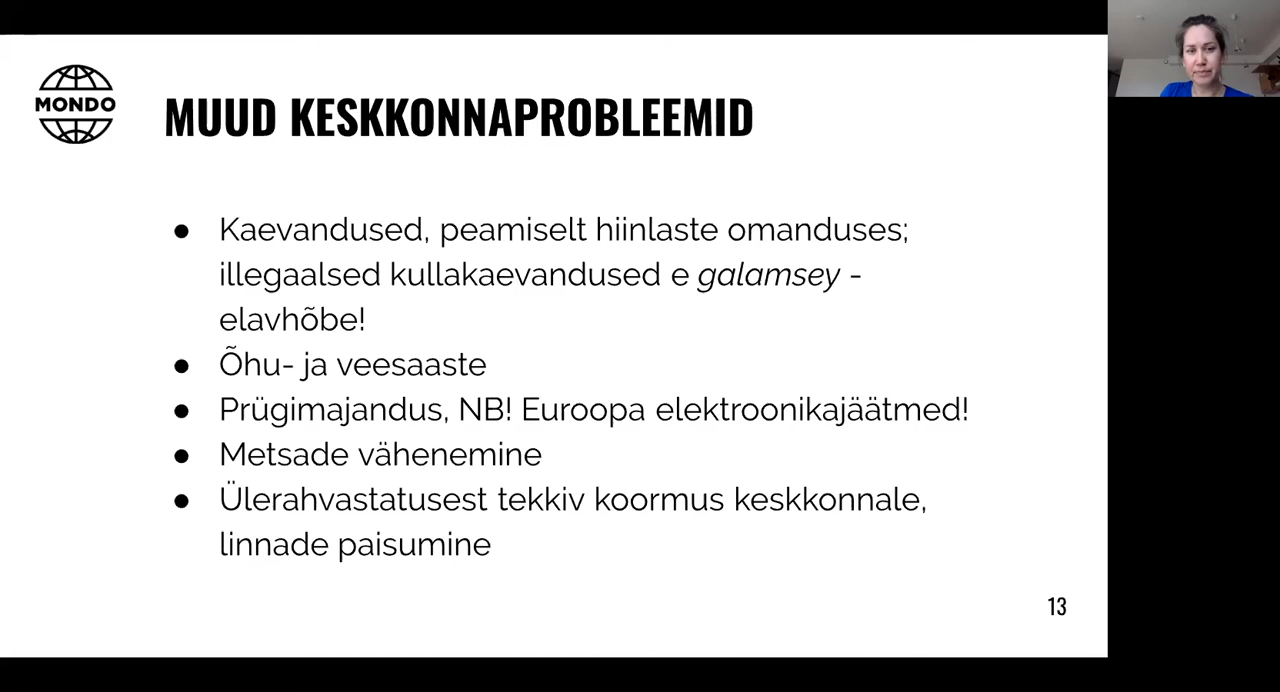 MONDO
MUUD KESKKONNAPROBLEEMID
● Kaevandused, peamiselt hiinlaste omanduses;
illegaalsed kullakaevandused e galamsey -
elavhõbe!
● Õhu- ja veesaaste
● Prügimajandus, NB! Euroopa elektroonikajäätmed!
● Metsade vähenemine
● Ülerahvastatusest tekkiv koormus keskkonnale,
linnade paisumine
13